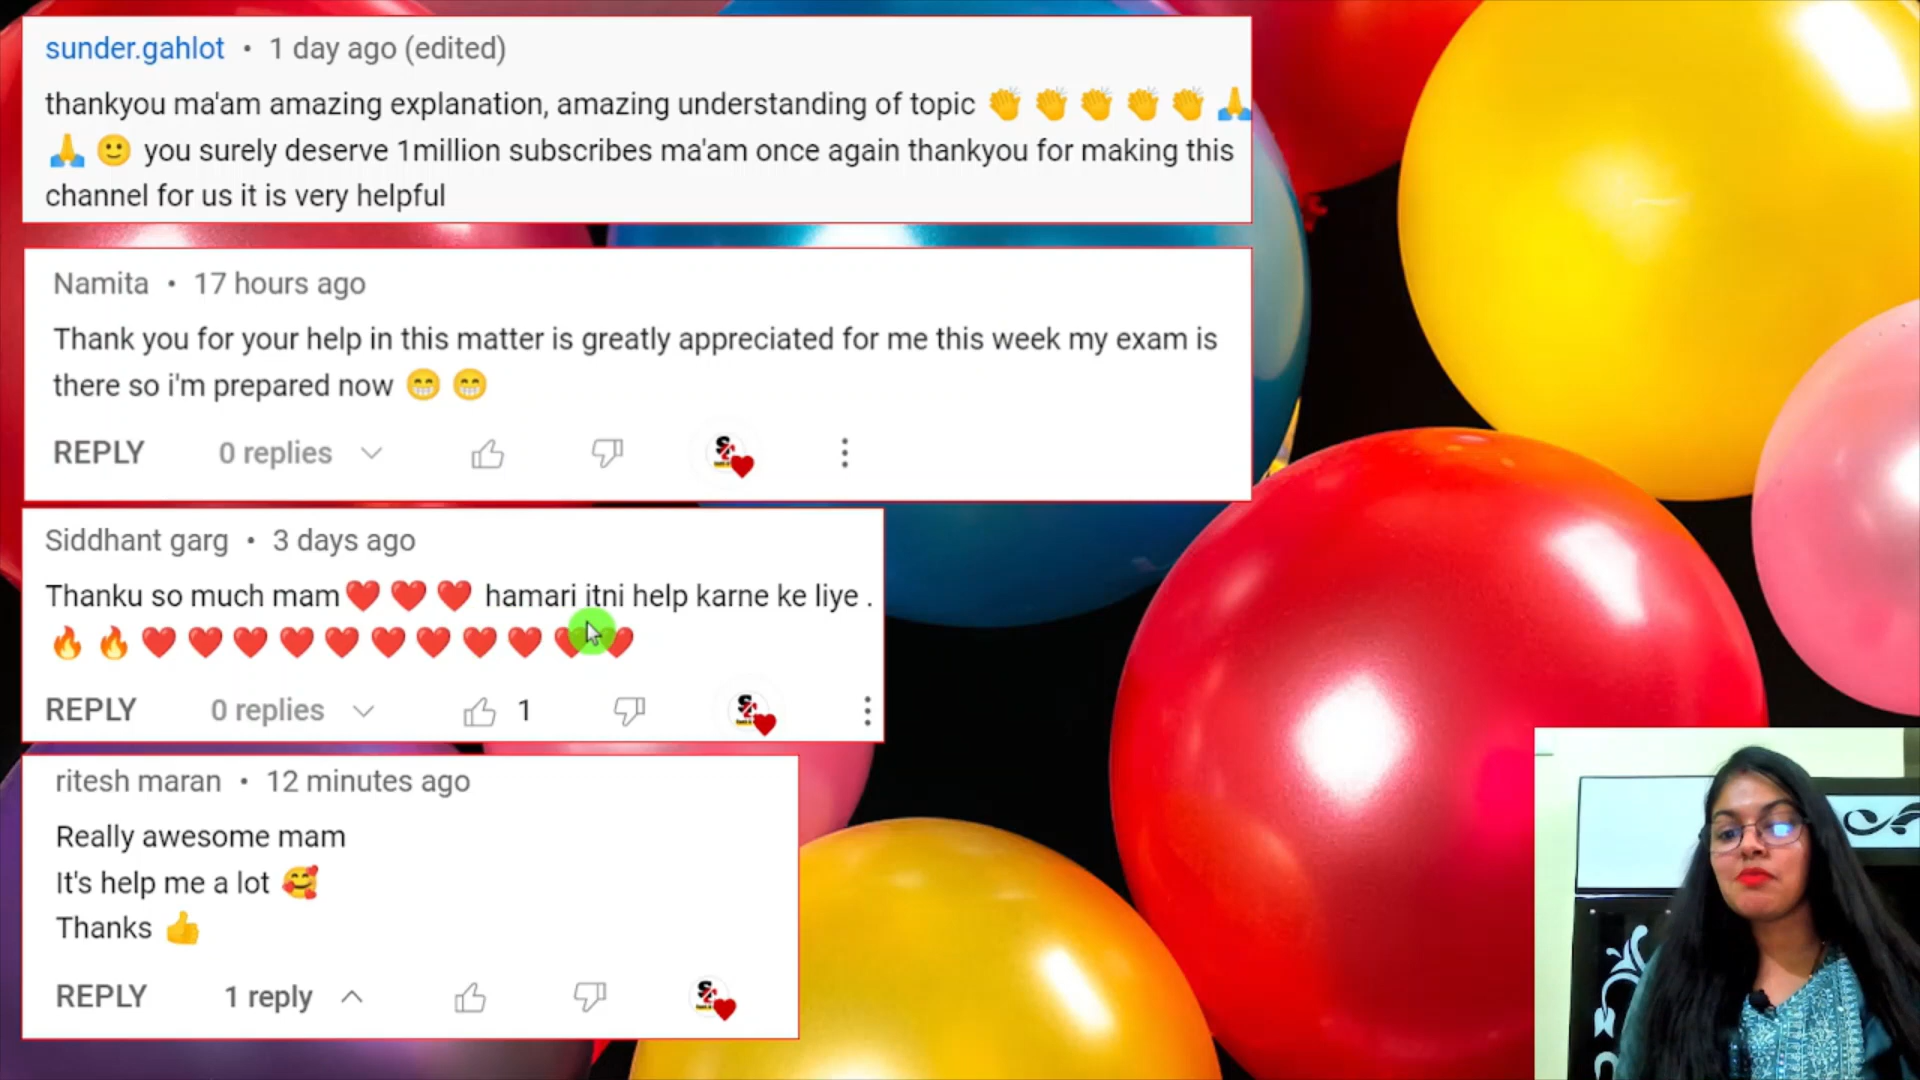 sunder.gahlot • 1 day ago (edited)
thankyou ma'am amazing explanation, amazing understanding of topic 👏 👏 👏 👏 👏 🙏
🙏 🙂 you surely deserve 1million subscribes ma'am once again thankyou for making this
channel for us it is very helpful
Namita • 17 hours ago
Thank you for your help in this matter is greatly appreciated for me this week my exam is
there so i'm prepared now 😁 😁
REPLY 0 replies
Siddhant garg • 3 days ago
Thanku so much mam❤️ ❤️ ❤️ hamari itni help karne ke liye .
🔥 🔥 ❤️ ❤️ ❤️ ❤️ ❤️ ❤️ ❤️ ❤️ ❤️ ❤️ ❤️
REPLY 0 replies 1
ritesh maran • 12 minutes ago
Really awesome mam
It's help me a lot 🥰
Thanks 👍
REPLY 1 reply